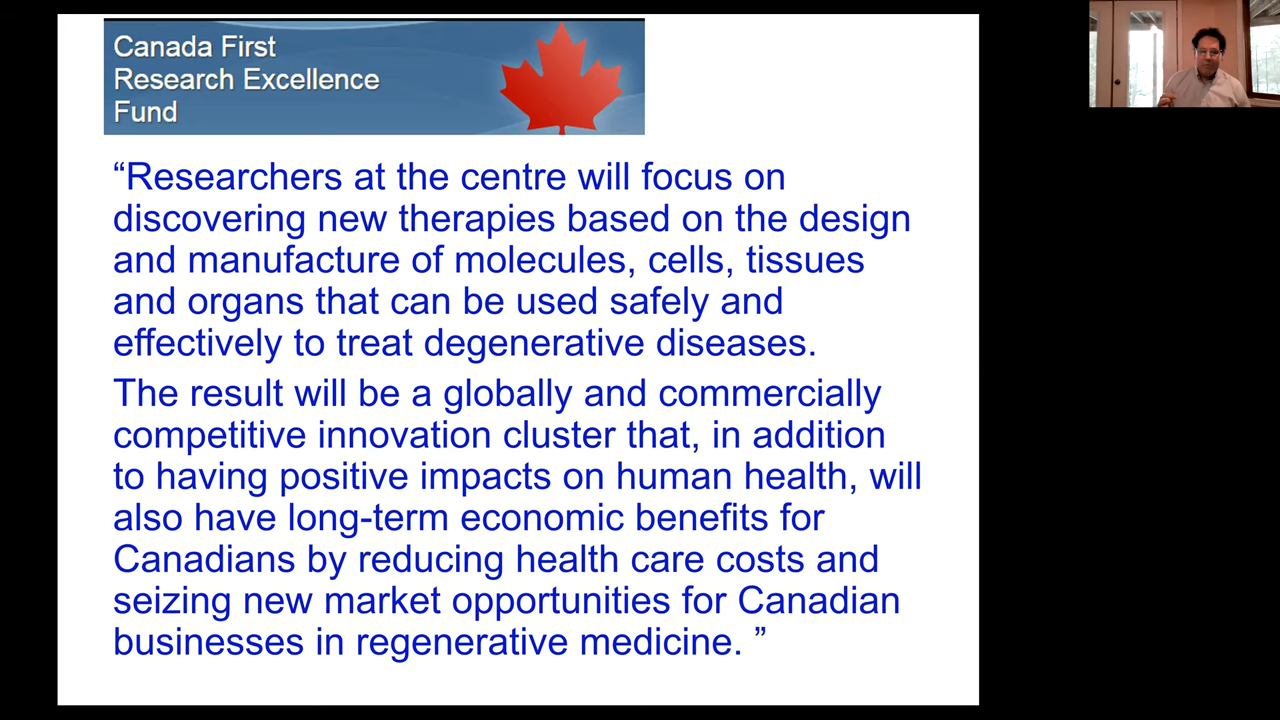 Canada First
Research Excellence
Fund
“Researchers at the centre will focus on
discovering new therapies based on the design
and manufacture of molecules, cells, tissues
and organs that can be used safely and
effectively to treat degenerative diseases.
The result will be a globally and commercially
competitive innovation cluster that, in addition
to having positive impacts on human health, will
also have long-term economic benefits for
Canadians by reducing health care costs and
seizing new market opportunities for Canadian
businesses in regenerative medicine. ”